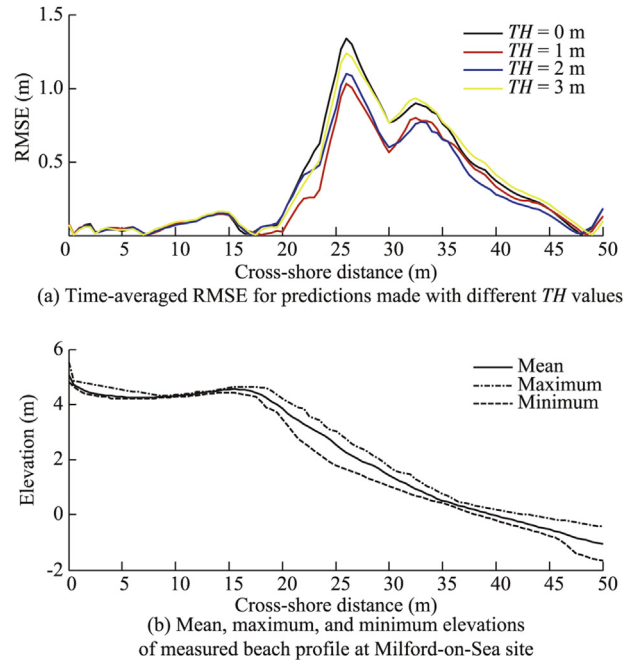 1.5
TH = 0 m
TH = 1 m
TH = 2 m
TH = 3 m
1.0
0.5
RMSE (m)
0 5 10 15 20 25 30 35 40 45 50
Cross-shore distance (m)
(a) Time-averaged RMSE for predictions made with different TH values
6
Mean
Maximum
Minimum
4
2
0
-2
Elevation (m)
0 5 10 15 20 25 30 35 40 45 50
Cross-shore distance (m)
(b) Mean, maximum, and minimum elevations
of measured beach profile at Milford-on-Sea site